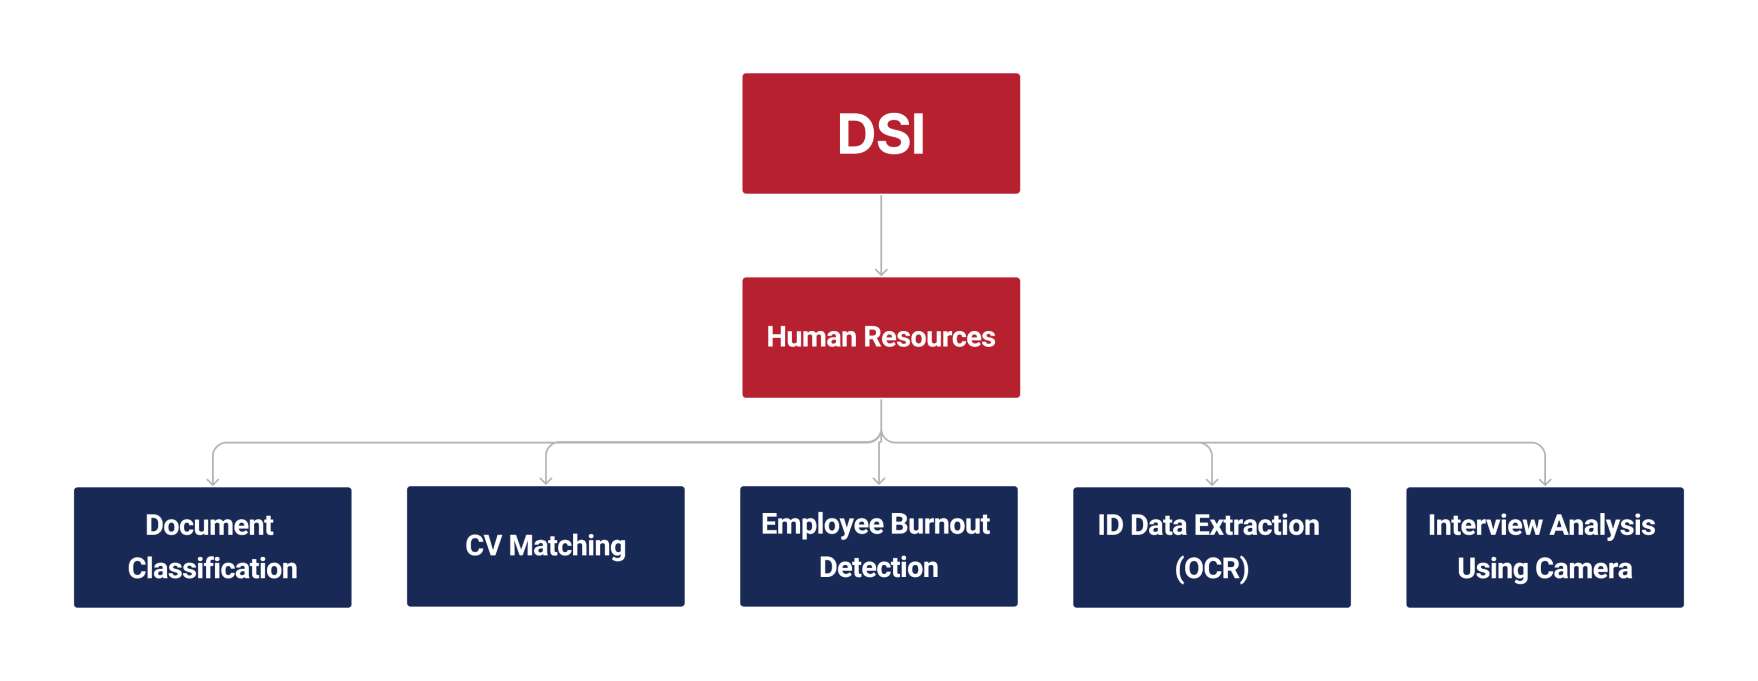 DSI
Human Resources
Document
Classification
CV Matching
Employee Burnout
Detection
ID Data Extraction
(OCR)
Interview Analysis
Using Camera